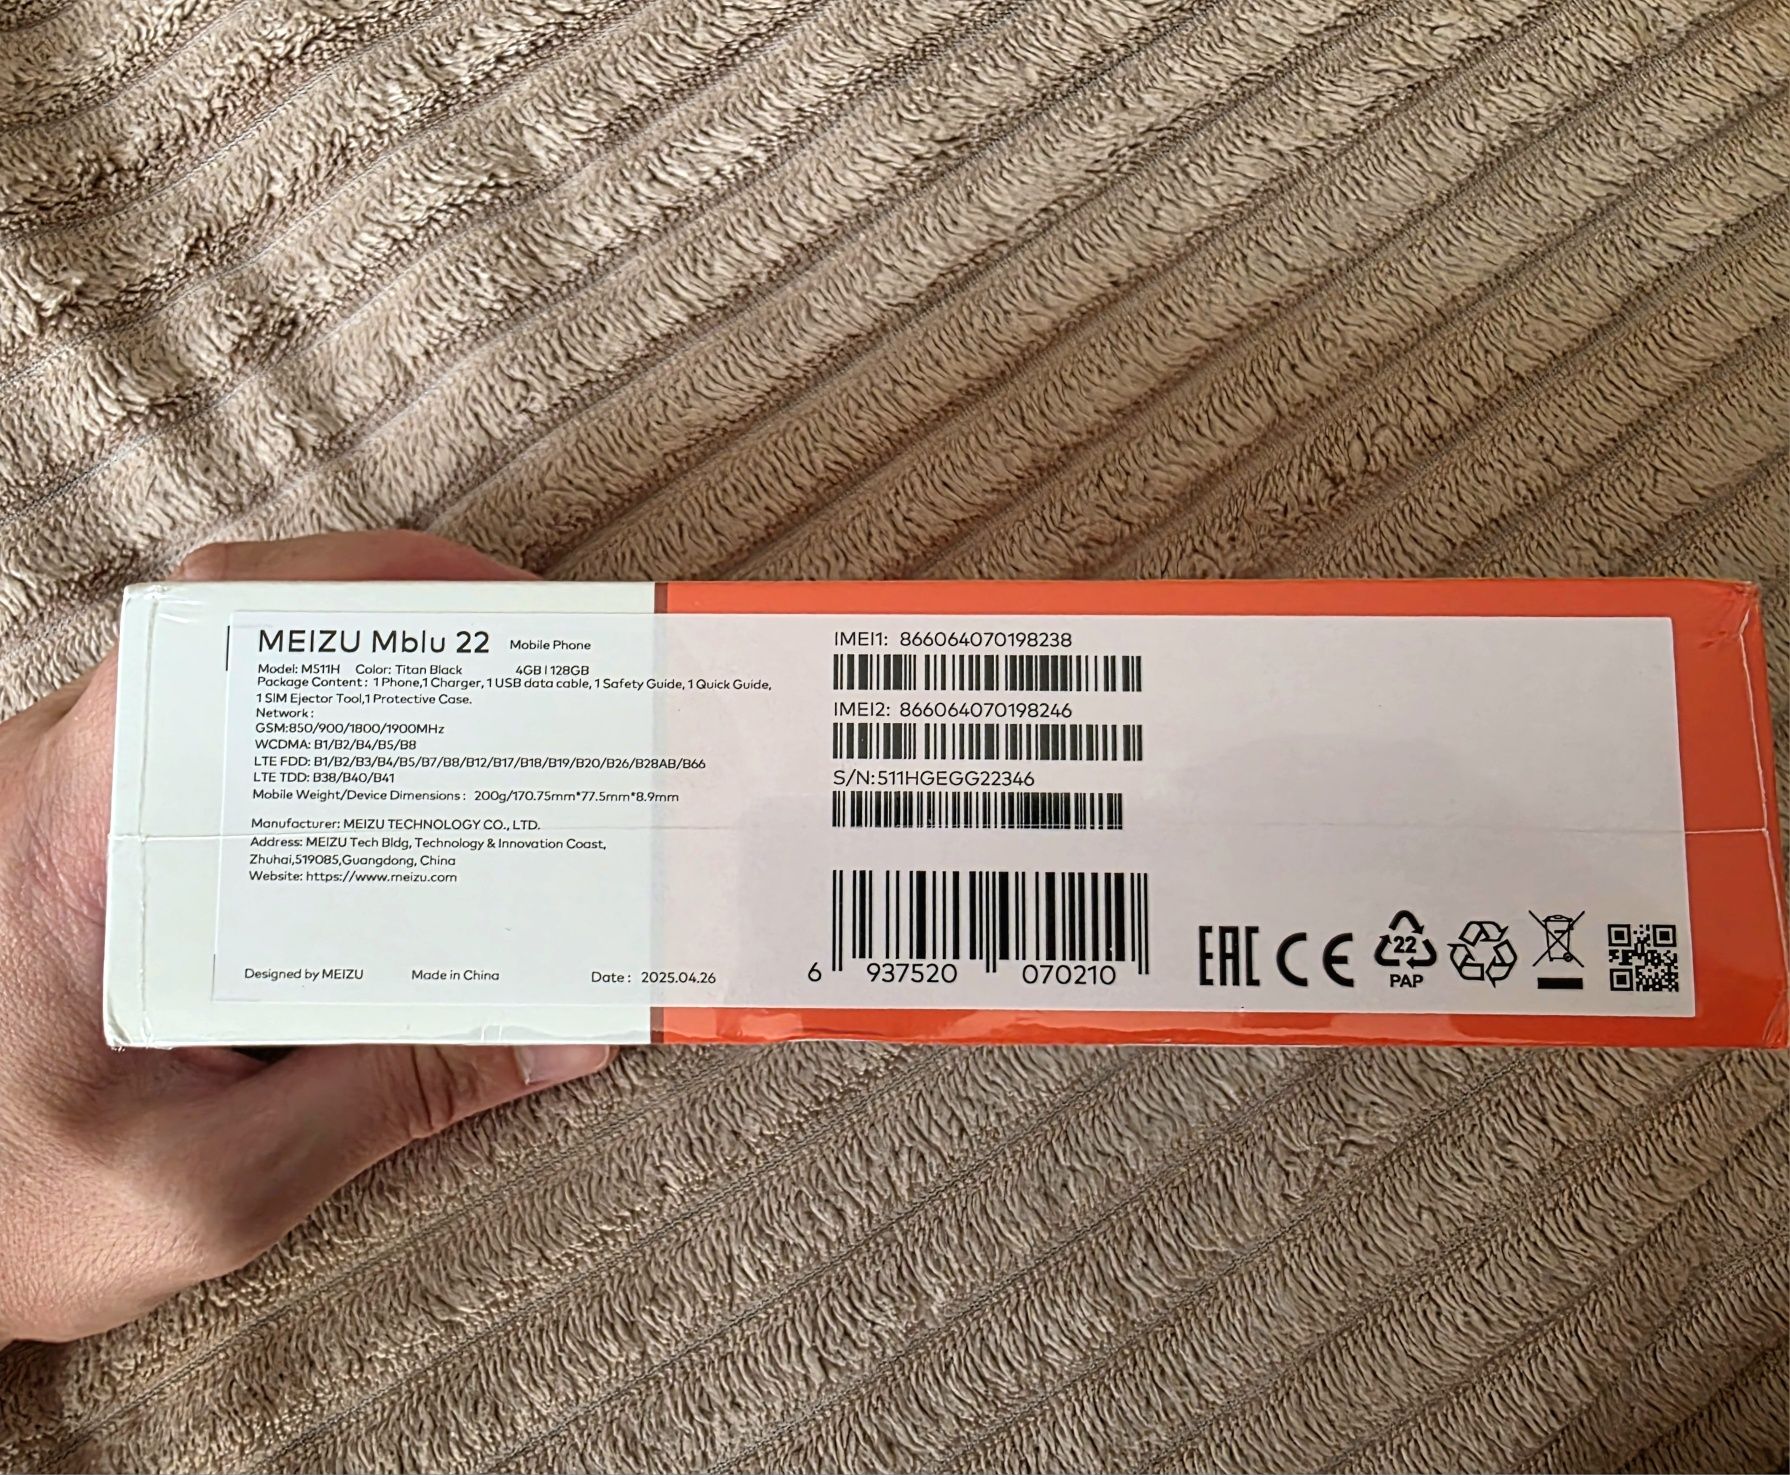 MEIZU Mblu 22 Mobile Phone
Model: M511H Color: Titan Black 4GB | 128GB
Package Content : 1 Phone,1 Charger, 1 USB data cable, 1 Safety Guide, 1 Quick Guide,
1 SIM Ejector Tool,1 Protective Case.
Network :
GSM:850/900/1800/1900MHz
WCDMA: B1/B2/B4/B5/B8
LTE FDD: B1/B2/B3/B4/B5/B7/B8/B12/B17/B18/B19/B20/B26/B28AB/B66
LTE TDD: B38/B40/B41
Mobile Weight/Device Dimensions : 200g/170.75mm*77.5mm*8.9mm
Manufacturer: MEIZU TECHNOLOGY CO., LTD.
Address: MEIZU Tech Bldg, Technology & Innovation Coast,
Zhuhai,519085,Guangdong, China
Website: https://www.meizu.com
Designed by MEIZU Made in China Date : 2025.04.26
IMEI1: 866064070198238
IMEI2: 866064070198246
S/N:511HGEGG22346
6 937520 070210
EAC CE 22
PAP